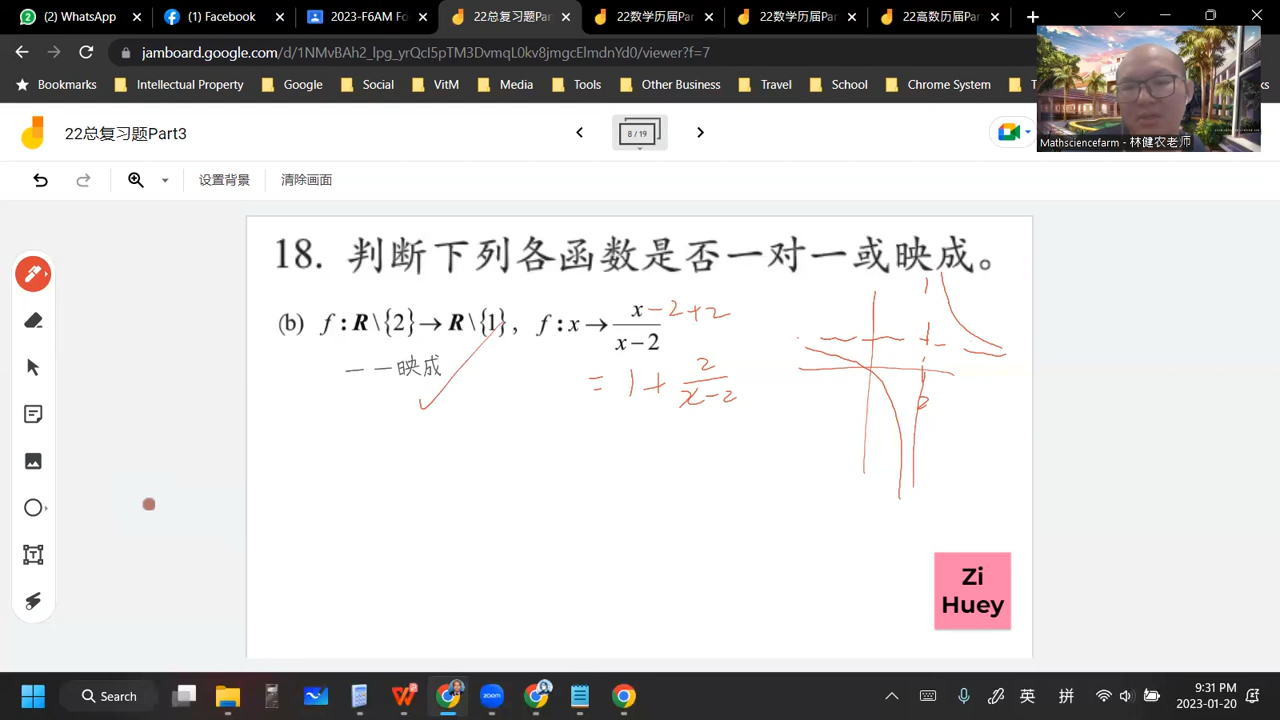 (2) WhatsApp
(1) Facebook
2023-F6AM Fo
22总复习题Par
22数学历届Par
22数学历届Par
22高数历届Par
jamboard.google.com/d/1NMvBAh2_lpg_yrQcI5pTM3DvmqL0kv8jmgcElmdnYd0/viewer?f=7
Bookmarks
Intellectual Property
Google
Social
VitM
Media
Tools
Other Business
Travel
School
Chrome System
Mathsciencefarm - 林健农老师
22总复习题Part3
8 / 19
设置背景
清除画面
18. 判断下列各函数是否一对一或映成。
(b) f : R \ {2} → R \ {1} , f : x → x/(x−2)
−2+2
一一映成
= 1 + 2/(x−2)
1
2
Zi
Huey
Search
W
zoom
英
拼
9:31 PM
2023-01-20